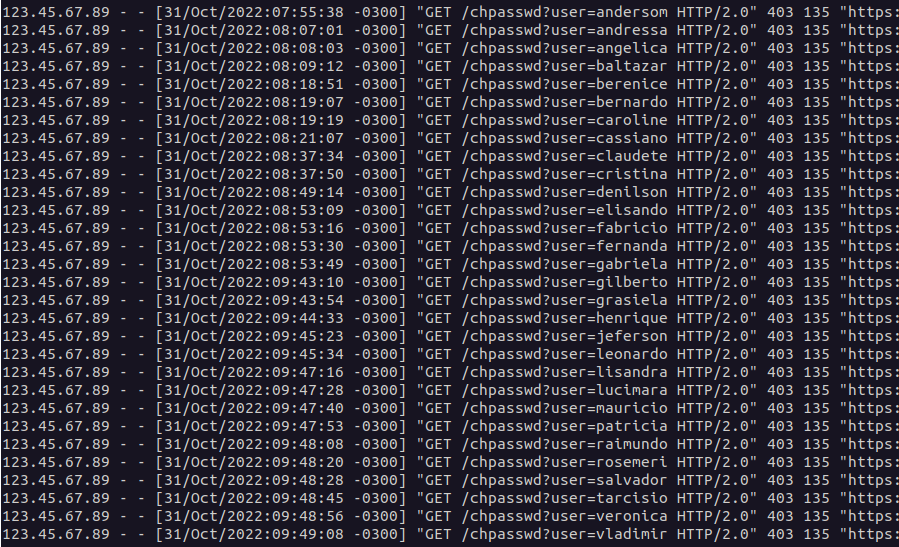 123.45.67.89 - - [31/Oct/2022:07:55:38 -0300] "GET /chpasswd?user=andersom HTTP/2.0" 403 135 "https:
123.45.67.89 - - [31/Oct/2022:08:07:01 -0300] "GET /chpasswd?user=andressa HTTP/2.0" 403 135 "https:
123.45.67.89 - - [31/Oct/2022:08:08:03 -0300] "GET /chpasswd?user=angelica HTTP/2.0" 403 135 "https:
123.45.67.89 - - [31/Oct/2022:08:09:12 -0300] "GET /chpasswd?user=baltazar HTTP/2.0" 403 135 "https:
123.45.67.89 - - [31/Oct/2022:08:18:51 -0300] "GET /chpasswd?user=berenice HTTP/2.0" 403 135 "https:
123.45.67.89 - - [31/Oct/2022:08:19:07 -0300] "GET /chpasswd?user=bernardo HTTP/2.0" 403 135 "https:
123.45.67.89 - - [31/Oct/2022:08:19:19 -0300] "GET /chpasswd?user=caroline HTTP/2.0" 403 135 "https:
123.45.67.89 - - [31/Oct/2022:08:21:07 -0300] "GET /chpasswd?user=cassiano HTTP/2.0" 403 135 "https:
123.45.67.89 - - [31/Oct/2022:08:37:34 -0300] "GET /chpasswd?user=claudete HTTP/2.0" 403 135 "https:
123.45.67.89 - - [31/Oct/2022:08:37:50 -0300] "GET /chpasswd?user=cristina HTTP/2.0" 403 135 "https:
123.45.67.89 - - [31/Oct/2022:08:49:14 -0300] "GET /chpasswd?user=denilson HTTP/2.0" 403 135 "https:
123.45.67.89 - - [31/Oct/2022:08:53:09 -0300] "GET /chpasswd?user=elisando HTTP/2.0" 403 135 "https:
123.45.67.89 - - [31/Oct/2022:08:53:16 -0300] "GET /chpasswd?user=fabricio HTTP/2.0" 403 135 "https:
123.45.67.89 - - [31/Oct/2022:08:53:30 -0300] "GET /chpasswd?user=fernanda HTTP/2.0" 403 135 "https:
123.45.67.89 - - [31/Oct/2022:08:53:49 -0300] "GET /chpasswd?user=gabriela HTTP/2.0" 403 135 "https:
123.45.67.89 - - [31/Oct/2022:09:43:10 -0300] "GET /chpasswd?user=gilberto HTTP/2.0" 403 135 "https:
123.45.67.89 - - [31/Oct/2022:09:43:54 -0300] "GET /chpasswd?user=grasiela HTTP/2.0" 403 135 "https:
123.45.67.89 - - [31/Oct/2022:09:44:33 -0300] "GET /chpasswd?user=henrique HTTP/2.0" 403 135 "https:
123.45.67.89 - - [31/Oct/2022:09:45:23 -0300] "GET /chpasswd?user=jeferson HTTP/2.0" 403 135 "https:
123.45.67.89 - - [31/Oct/2022:09:45:34 -0300] "GET /chpasswd?user=leonardo HTTP/2.0" 403 135 "https:
123.45.67.89 - - [31/Oct/2022:09:47:16 -0300] "GET /chpasswd?user=lisandra HTTP/2.0" 403 135 "https:
123.45.67.89 - - [31/Oct/2022:09:47:28 -0300] "GET /chpasswd?user=lucimara HTTP/2.0" 403 135 "https:
123.45.67.89 - - [31/Oct/2022:09:47:40 -0300] "GET /chpasswd?user=mauricio HTTP/2.0" 403 135 "https:
123.45.67.89 - - [31/Oct/2022:09:47:53 -0300] "GET /chpasswd?user=patricia HTTP/2.0" 403 135 "https:
123.45.67.89 - - [31/Oct/2022:09:48:08 -0300] "GET /chpasswd?user=raimundo HTTP/2.0" 403 135 "https:
123.45.67.89 - - [31/Oct/2022:09:48:20 -0300] "GET /chpasswd?user=rosemeri HTTP/2.0" 403 135 "https:
123.45.67.89 - - [31/Oct/2022:09:48:28 -0300] "GET /chpasswd?user=salvador HTTP/2.0" 403 135 "https:
123.45.67.89 - - [31/Oct/2022:09:48:45 -0300] "GET /chpasswd?user=tarcisio HTTP/2.0" 403 135 "https:
123.45.67.89 - - [31/Oct/2022:09:48:56 -0300] "GET /chpasswd?user=veronica HTTP/2.0" 403 135 "https:
123.45.67.89 - - [31/Oct/2022:09:49:08 -0300] "GET /chpasswd?user=vladimir HTTP/2.0" 403 135 "https: